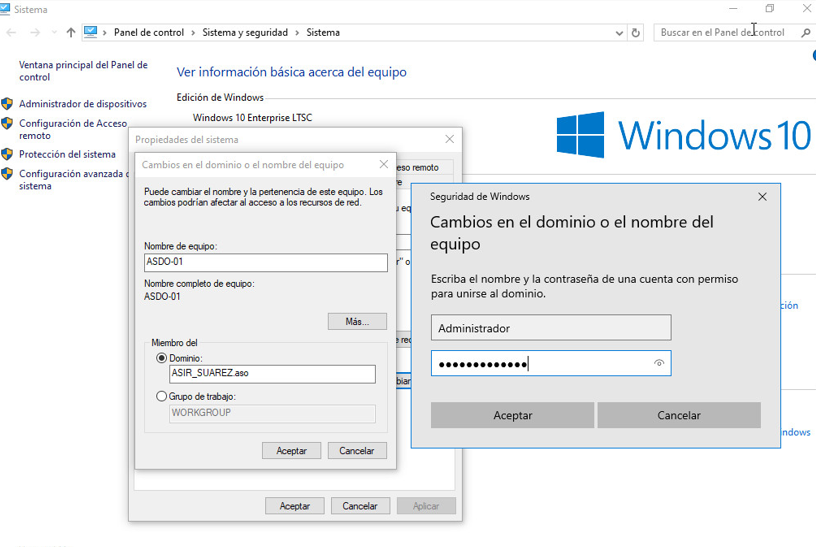 Sistema
Panel de control > Sistema y seguridad > Sistema
Buscar en el Panel de control
Ventana principal del Panel de
control
Administrador de dispositivos
Configuración de Acceso
remoto
Protección del sistema
Configuración avanzada d
sistema
Ver información básica acerca del equipo
Edición de Windows
Windows 10 Enterprise LTSC
Windows 10
Propiedades del sistema
eso remoto
Cambios en el dominio o el nombre del equipo
Puede cambiar el nombre y la pertenencia de este equipo. Los
cambios podrían afectar al acceso a los recursos de red.
Nombre de equipo:
ASDO-01
Nombre completo de equipo:
ASDO-01
Más...
Miembro del
Dominio:
ASIR_SUAREZ.aso
Grupo de trabajo:
WORKGROUP
Aceptar Cancelar
Aceptar Cancelar Aplicar
Seguridad de Windows
Cambios en el dominio o el nombre del
equipo
Escriba el nombre y la contraseña de una cuenta con permiso
para unirse al dominio.
Administrador
●●●●●●●●●●●●●
Aceptar Cancelar
ción
ndows